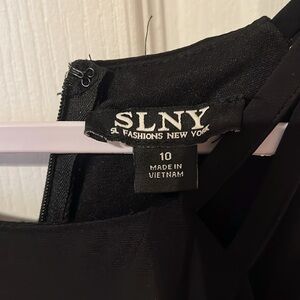 SLNY
SL FASHIONS NEW YORK
10
MADE IN
VIETNAM